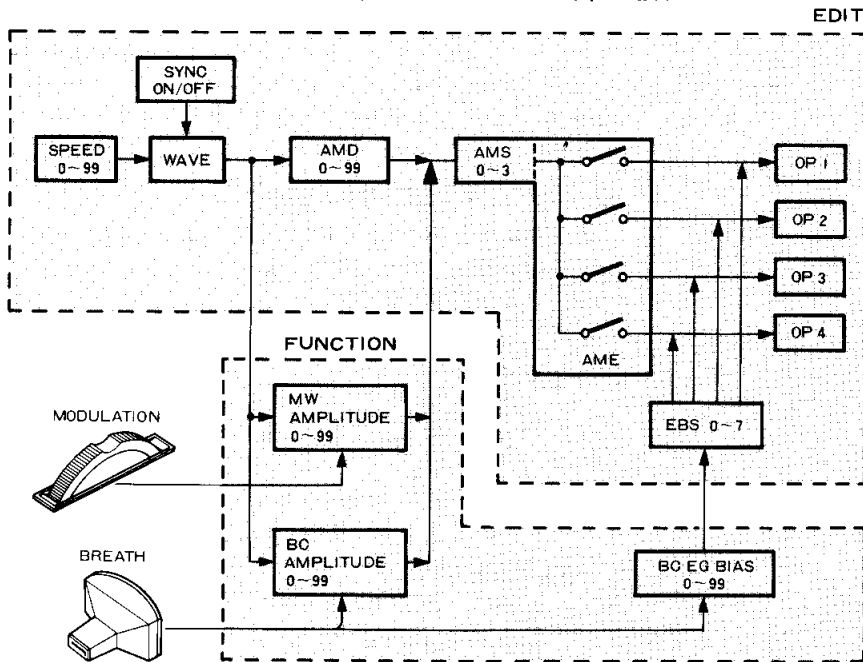 EDIT
SYNC
ON/OFF
SPEED
0~99
WAVE
AMD
0~99
AMS
0~3
OP 1
OP 2
OP 3
OP 4
AME
FUNCTION
MW
AMPLITUDE
0~99
EBS 0~7
MODULATION
BC
AMPLITUDE
0~99
BC EG BIAS
0~99
BREATH